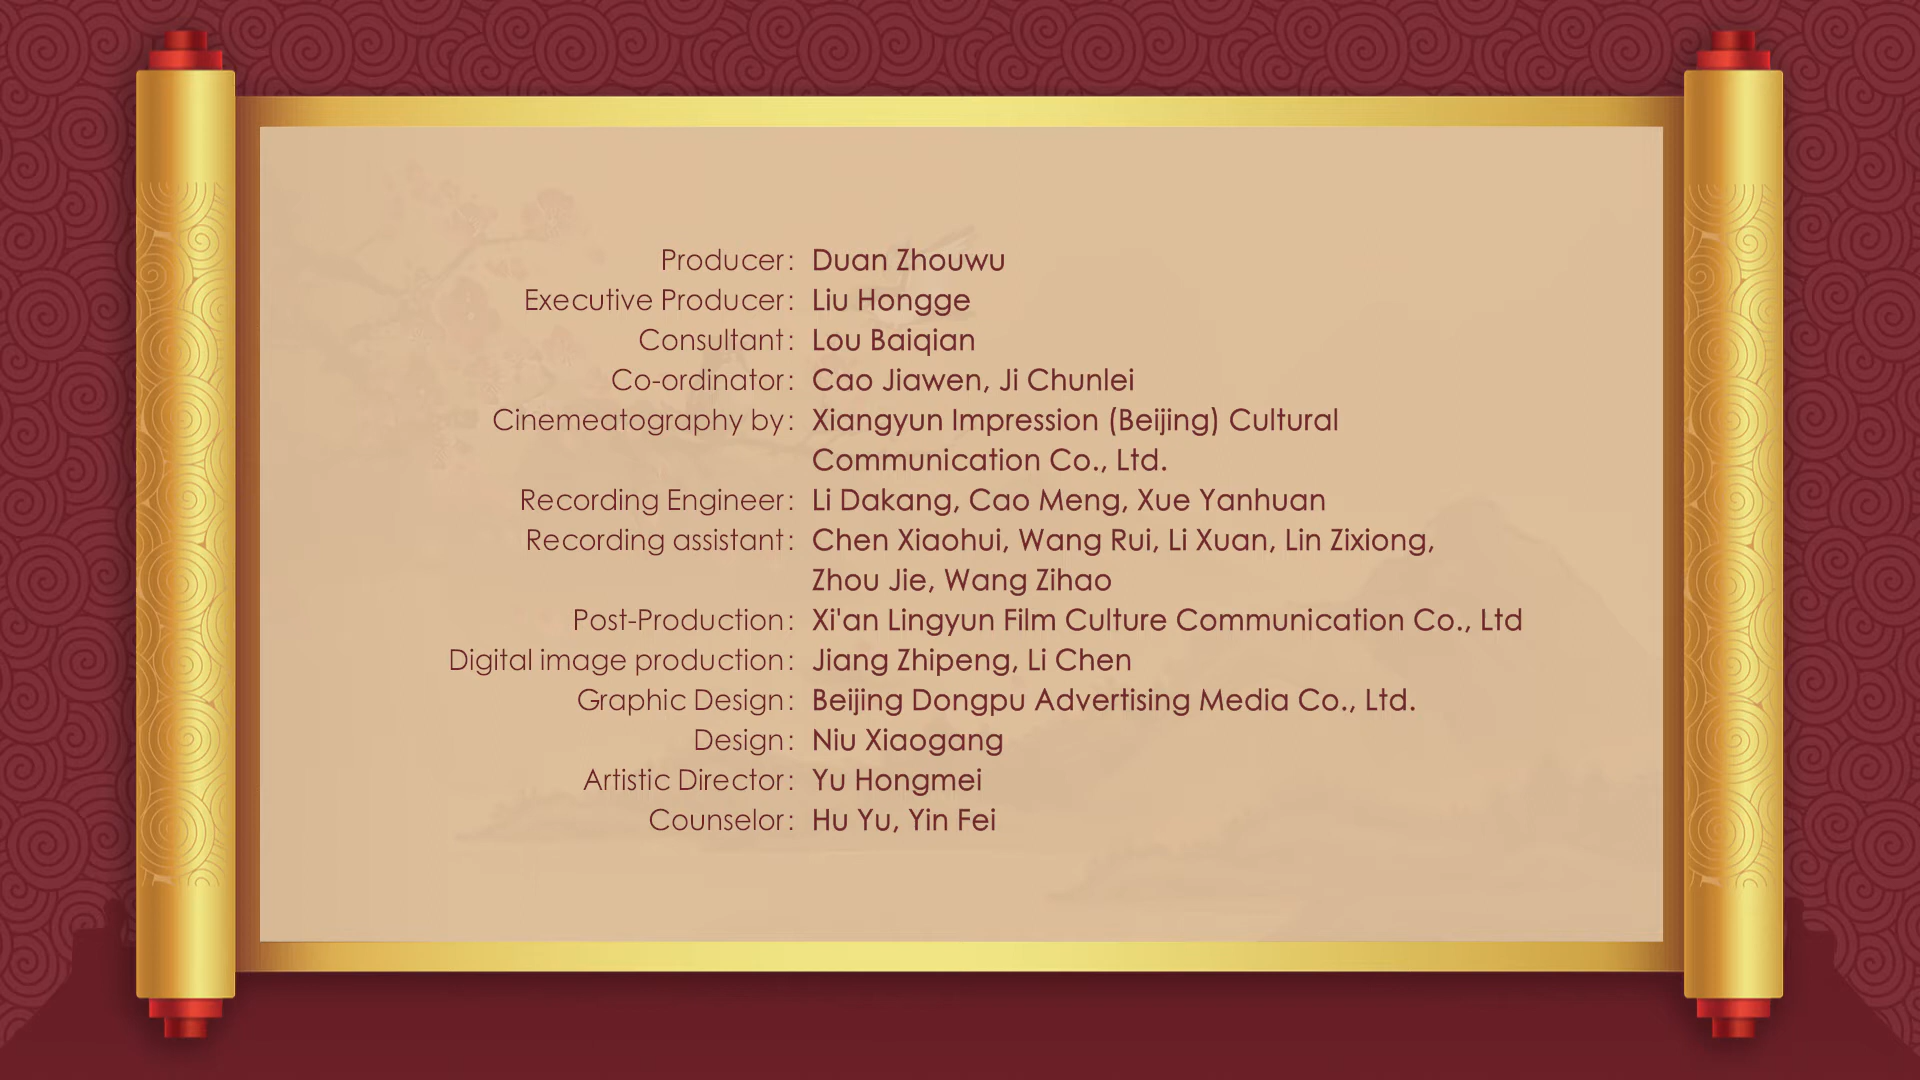 Producer: Duan Zhouwu
Executive Producer: Liu Hongge
Consultant: Lou Baiqian
Co-ordinator: Cao Jiawen, Ji Chunlei
Cinemeatography by: Xiangyun Impression (Beijing) Cultural
Communication Co., Ltd.
Recording Engineer: Li Dakang, Cao Meng, Xue Yanhuan
Recording assistant: Chen Xiaohui, Wang Rui, Li Xuan, Lin Zixiong,
Zhou Jie, Wang Zihao
Post-Production: Xi'an Lingyun Film Culture Communication Co., Ltd
Digital image production: Jiang Zhipeng, Li Chen
Graphic Design: Beijing Dongpu Advertising Media Co., Ltd.
Design: Niu Xiaogang
Artistic Director: Yu Hongmei
Counselor: Hu Yu, Yin Fei